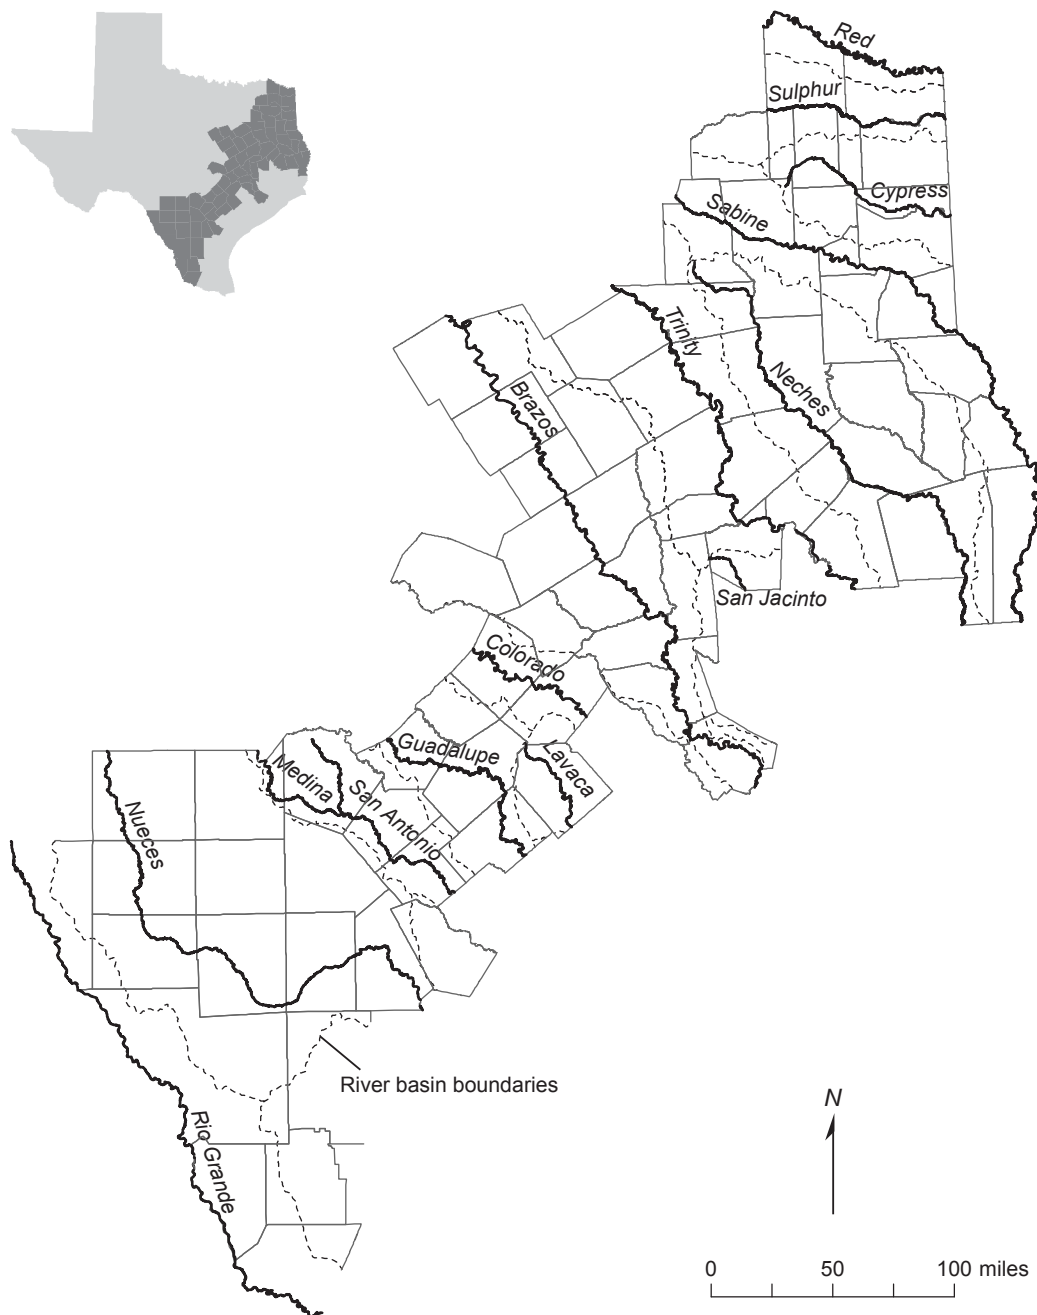 Red
Sulphur
Cypress
Sabine
Trinity
Neches
Brazos
San Jacinto
Colorado
Guadalupe
Lavaca
Medina
San Antonio
Nueces
River basin boundaries
Rio Grande
N
0 50 100 miles